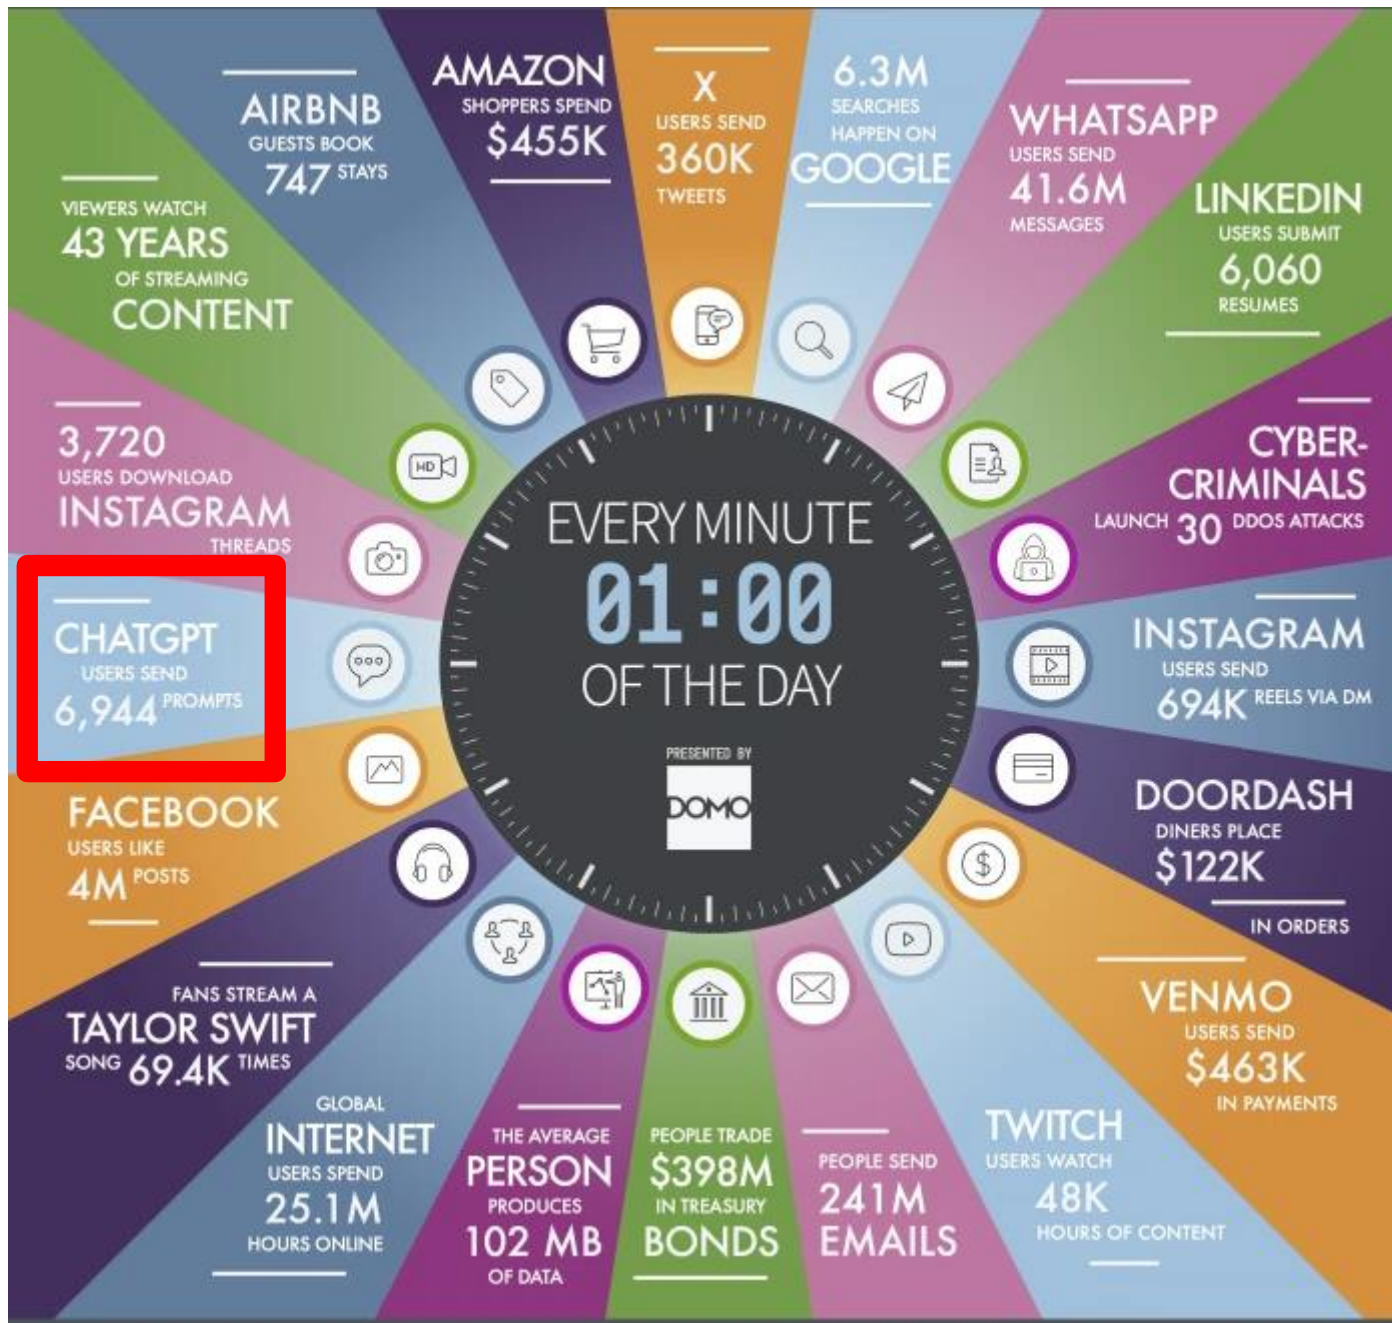 AIRBNB
GUESTS BOOK
747 STAYS
AMAZON
SHOPPERS SPEND
$455K
X
USERS SEND
360K
TWEETS
6.3M
SEARCHES
HAPPEN ON
GOOGLE
WHATSAPP
USERS SEND
41.6M
MESSAGES
LINKEDIN
USERS SUBMIT
6,060
RESUMES
CYBER-
CRIMINALS
LAUNCH 30 DDOS ATTACKS
INSTAGRAM
USERS SEND
694K REELS VIA DM
DOORDASH
DINERS PLACE
$122K
IN ORDERS
VENMO
USERS SEND
$463K
IN PAYMENTS
TWITCH
USERS WATCH
48K
HOURS OF CONTENT
PEOPLE SEND
241M
EMAILS
PEOPLE TRADE
$398M
IN TREASURY
BONDS
THE AVERAGE
PERSON
PRODUCES
102 MB
OF DATA
GLOBAL
INTERNET
USERS SPEND
25.1M
HOURS ONLINE
FANS STREAM A
TAYLOR SWIFT
SONG 69.4K TIMES
FACEBOOK
USERS LIKE
4M POSTS
CHATGPT
USERS SEND
6,944 PROMPTS
3,720
USERS DOWNLOAD
INSTAGRAM
THREADS
VIEWERS WATCH
43 YEARS
OF STREAMING
CONTENT
HD
EVERY MINUTE
01:00
OF THE DAY
PRESENTED BY
DOMO
$